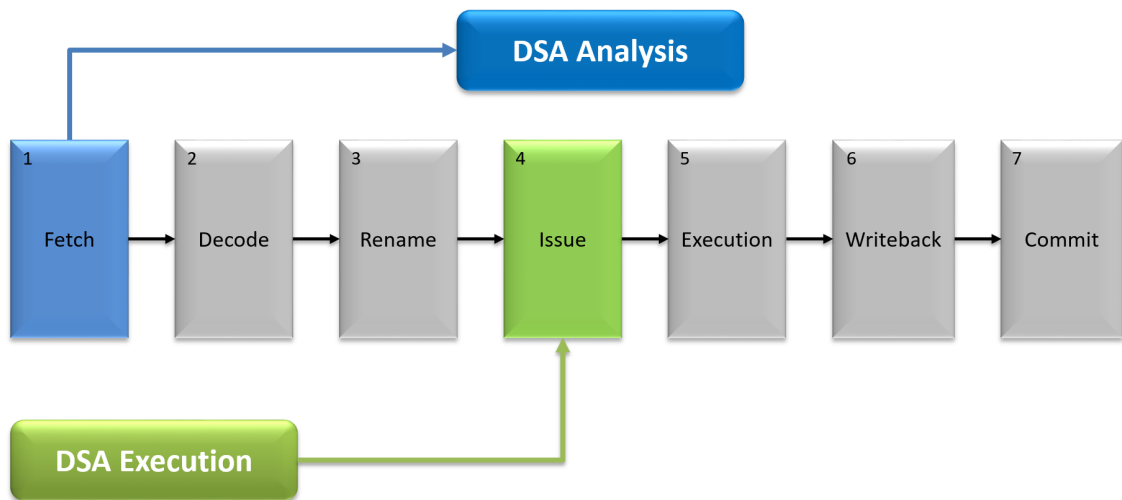 DSA Analysis
1
Fetch
2
Decode
3
Rename
4
Issue
5
Execution
6
Writeback
7
Commit
DSA Execution